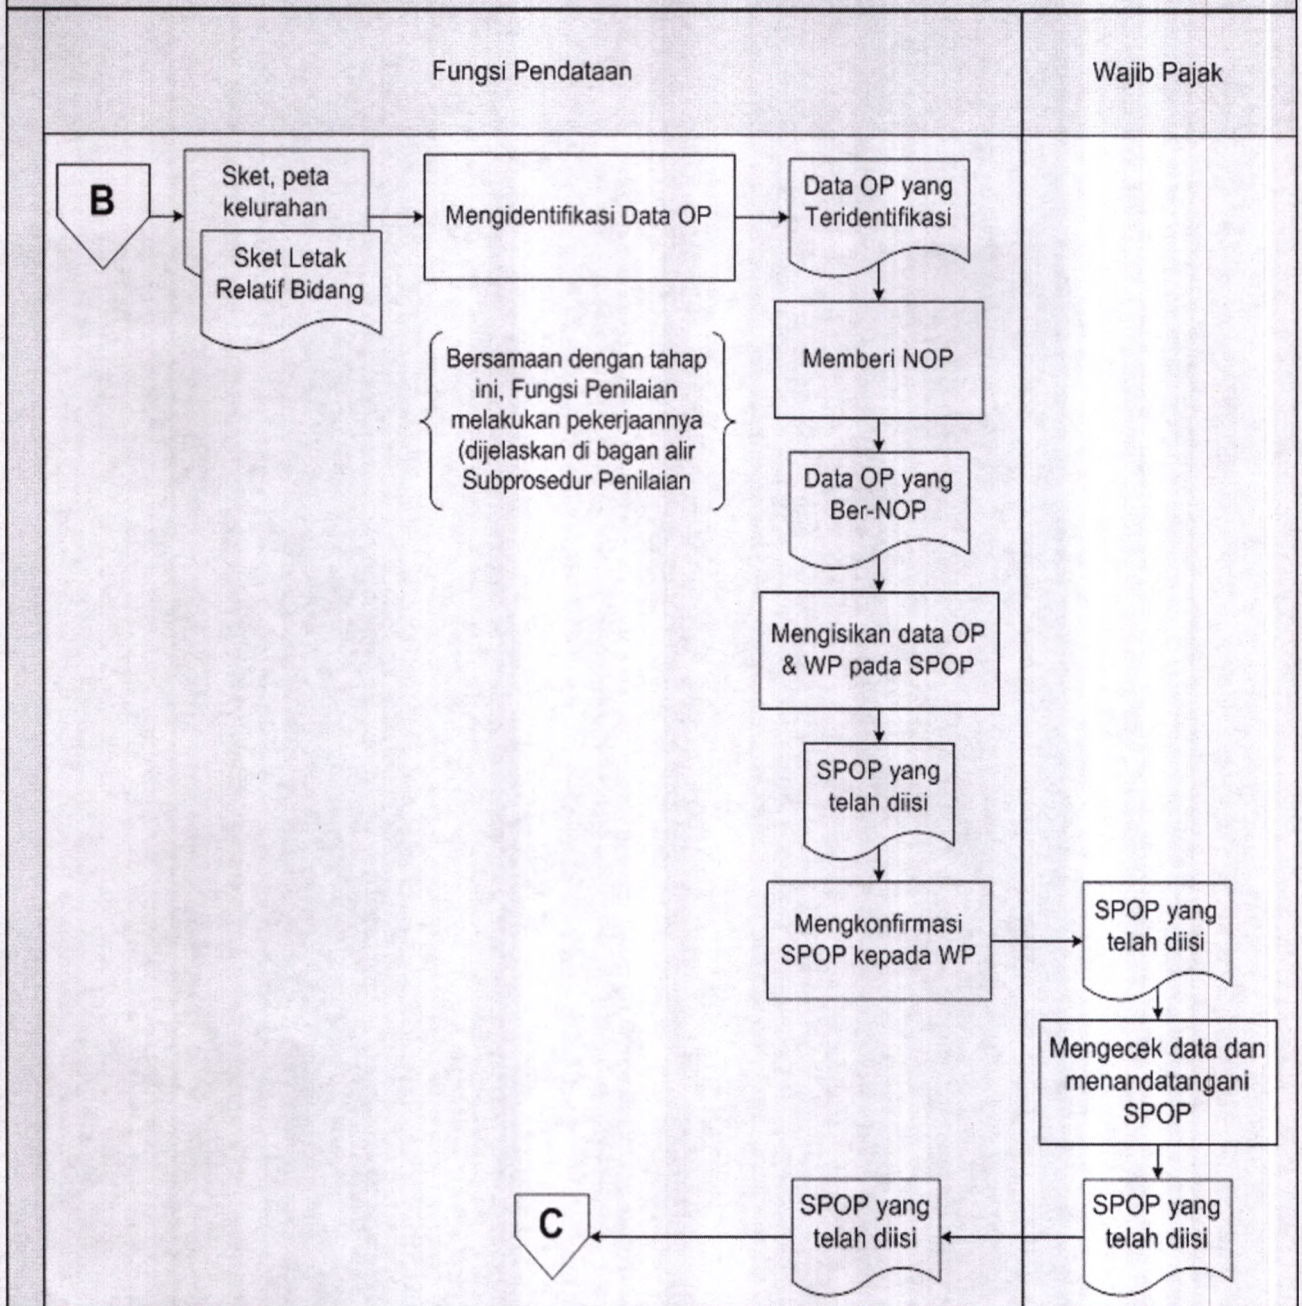 Fungsi Pendataan
Wajib Pajak
B
Sket, peta
kelurahan
Sket Letak
Relatif Bidang
Mengidentifikasi Data OP
Data OP yang
Teridentifikasi
Bersamaan dengan tahap
ini, Fungsi Penilaian
melakukan pekerjaannya
(dijelaskan di bagan alir
Subprosedur Penilaian
Memberi NOP
Data OP yang
Ber-NOP
Mengisikan data OP
& WP pada SPOP
SPOP yang
telah diisi
Mengkonfirmasi
SPOP kepada WP
SPOP yang
telah diisi
Mengecek data dan
menandatangani
SPOP
SPOP yang
telah diisi
SPOP yang
telah diisi
C